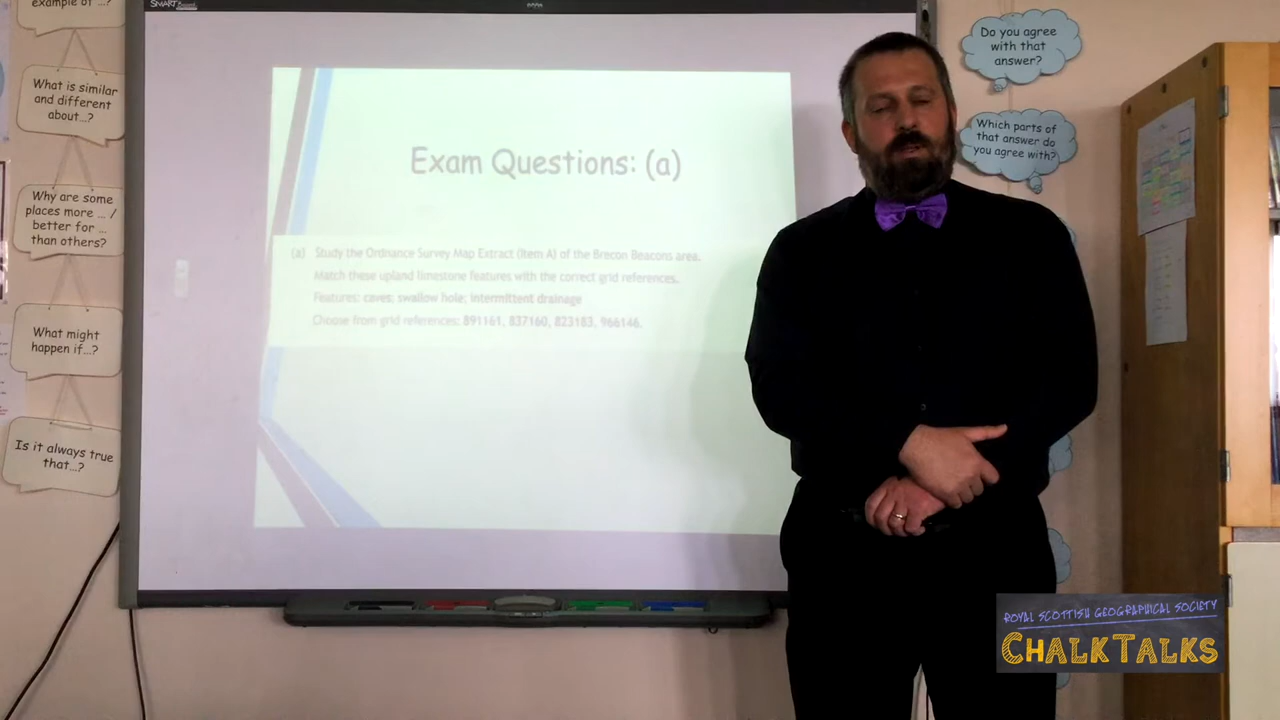 SMART Board
example of ...?
What is similar
and different
about...?
Why are some
places more ... /
better for ...
than others?
What might
happen if...?
Is it always true
that...?
Exam Questions: (a)
(a) Study the Ordnance Survey Map Extract (Item A) of the Brecon Beacons area.
Match these upland limestone features with the correct grid references.
Features: caves; swallow hole; intermittent drainage
Choose from grid references: 891161, 837160, 823183, 966146.
Do you agree
with that
answer?
Which parts of
that answer do
you agree with?
ROYAL SCOTTISH GEOGRAPHICAL SOCIETY
CHALKTALKS